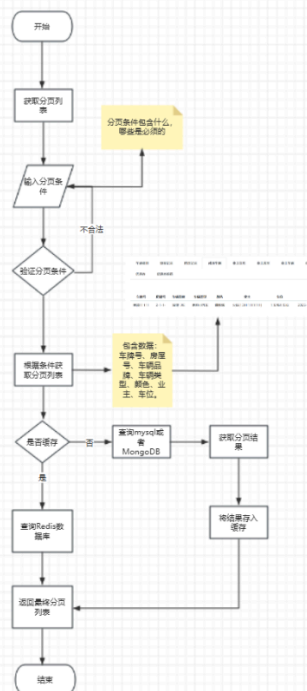 开始
获取分页列
表
分页条件包含什么,
哪些是必须的
输入分页条
件
不合法
验证分页条件
包含数据:
车牌号、房屋
号、车辆品
牌、车辆类
型、颜色、业
主、车位。
根据条件获
取分页列表
是否缓存
否
查询mysql或
者
MongoDB
获取分页结
果
是
查询Redis数
据库
将结果存入
缓存
返回最终分页
列表
结束